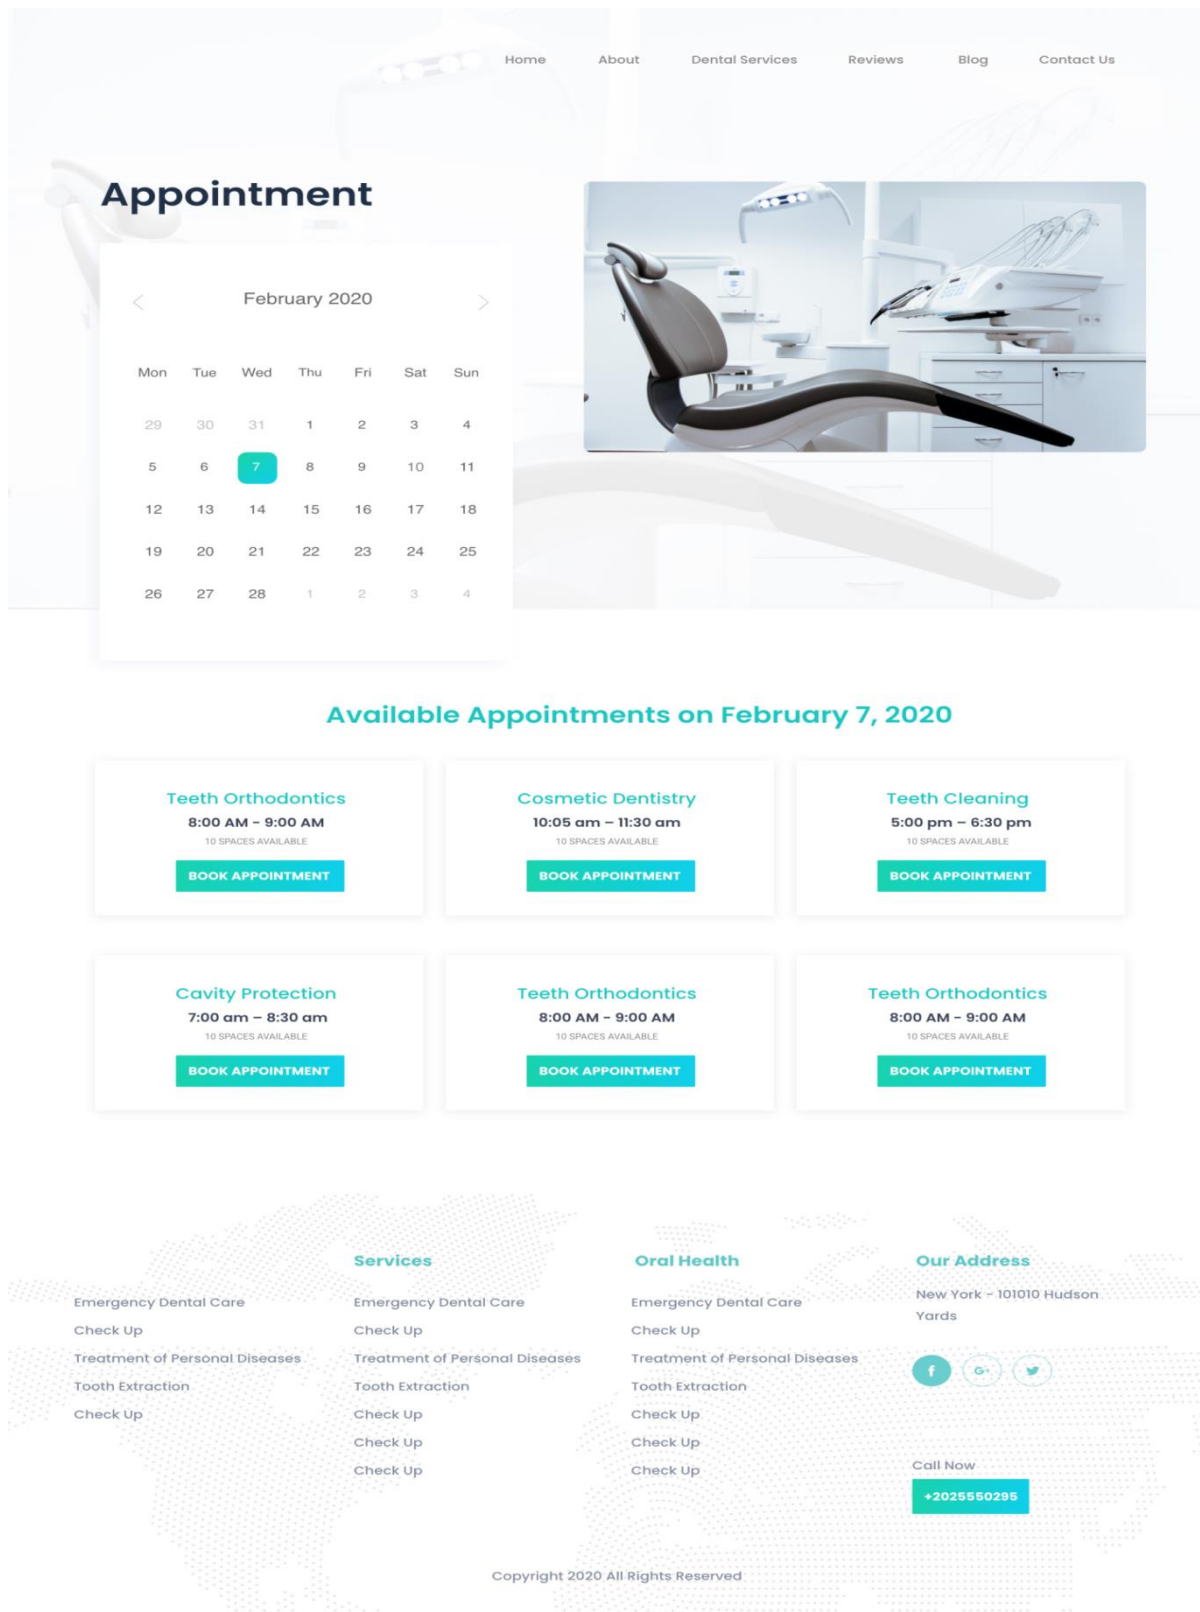 Home About Dental Services Reviews Blog Contact Us
Appointment
February 2020
Mon Tue Wed Thu Fri Sat Sun
29 30 31 1 2 3 4
5 6 7 8 9 10 11
12 13 14 15 16 17 18
19 20 21 22 23 24 25
26 27 28 1 2 3 4
Available Appointments on February 7, 2020
Teeth Orthodontics
8:00 AM - 9:00 AM
10 SPACES AVAILABLE
BOOK APPOINTMENT
Cosmetic Dentistry
10:05 am – 11:30 am
10 SPACES AVAILABLE
BOOK APPOINTMENT
Teeth Cleaning
5:00 pm – 6:30 pm
10 SPACES AVAILABLE
BOOK APPOINTMENT
Cavity Protection
7:00 am – 8:30 am
10 SPACES AVAILABLE
BOOK APPOINTMENT
Teeth Orthodontics
8:00 AM - 9:00 AM
10 SPACES AVAILABLE
BOOK APPOINTMENT
Teeth Orthodontics
8:00 AM - 9:00 AM
10 SPACES AVAILABLE
BOOK APPOINTMENT
Emergency Dental Care
Check Up
Treatment of Personal Diseases
Tooth Extraction
Check Up
Services
Emergency Dental Care
Check Up
Treatment of Personal Diseases
Tooth Extraction
Check Up
Check Up
Check Up
Oral Health
Emergency Dental Care
Check Up
Treatment of Personal Diseases
Tooth Extraction
Check Up
Check Up
Check Up
Our Address
New York - 101010 Hudson
Yards
f G+
Call Now
+2025550295
Copyright 2020 All Rights Reserved